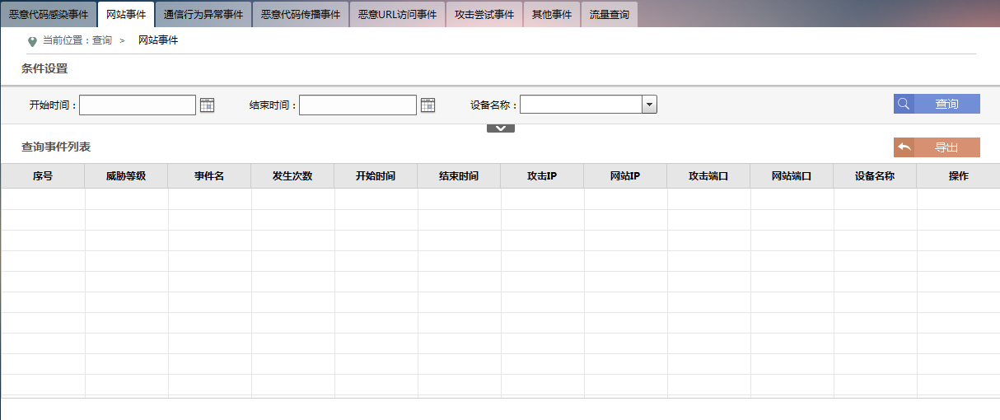 恶意代码感染事件 网站事件 通信行为异常事件 恶意代码传播事件 恶意URL访问事件 攻击尝试事件 其他事件 流量查询
当前位置：查询 > 网站事件
条件设置
开始时间： 结束时间： 设备名称： 查询
查询事件列表 导出
序号 威胁等级 事件名 发生次数 开始时间 结束时间 攻击IP 网站IP 攻击端口 网站端口 设备名称 操作